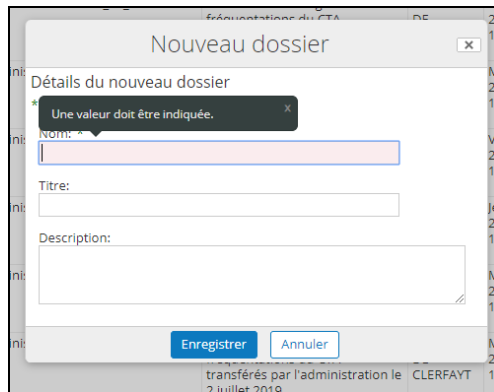 fréquentations du CTA
DE
Nouveau dossier
x
Détails du nouveau dossier
*
Une valeur doit être indiquée.
x
Nom: *
Titre:
Description:
Enregistrer
Annuler
transférés par l'administration le
CLERFAYT
2 juillet 2019